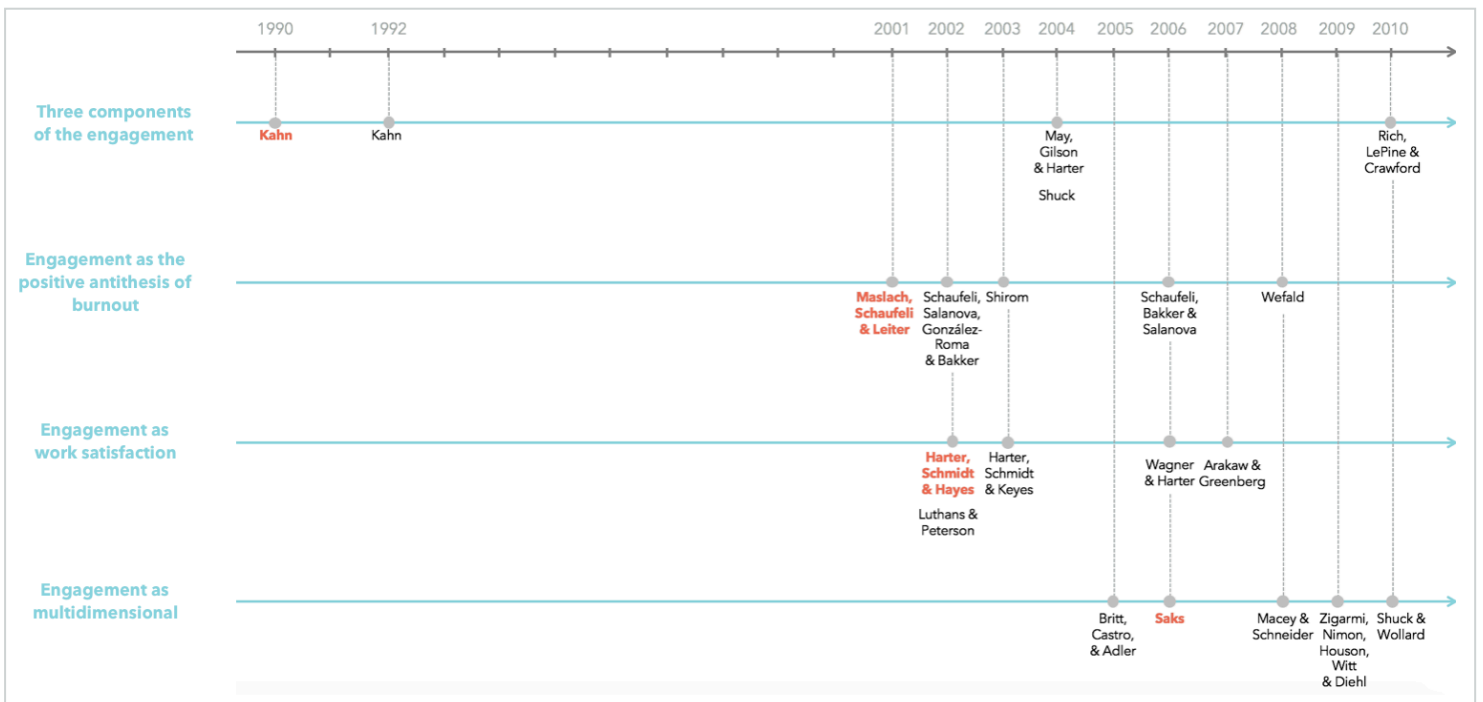 1990 1992 2001 2002 2003 2004 2005 2006 2007 2008 2009 2010
Three components
of the engagement
Kahn
Kahn
May,
Gilson
& Harter
Shuck
Rich,
LePine &
Crawford
Engagement as the
positive antithesis of
burnout
Maslach,
Schaufeli
& Leiter
Schaufeli,
Salanova,
González-
Roma
& Bakker
Shirom
Schaufeli,
Bakker &
Salanova
Wefald
Engagement as
work satisfaction
Harter,
Schmidt
& Hayes
Luthans &
Peterson
Harter,
Schmidt
& Keyes
Wagner
& Harter
Arakaw &
Greenberg
Engagement as
multidimensional
Britt,
Castro,
& Adler
Saks
Macey &
Schneider
Zigarmi,
Nimon,
Houson,
Witt
& Diehl
Shuck &
Wollard